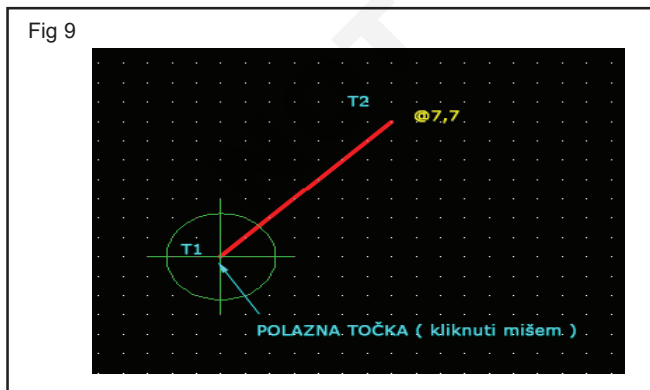 Fig 9
T2
@7,7
T1
POLAZNA TOČKA ( kliknuti mišem )